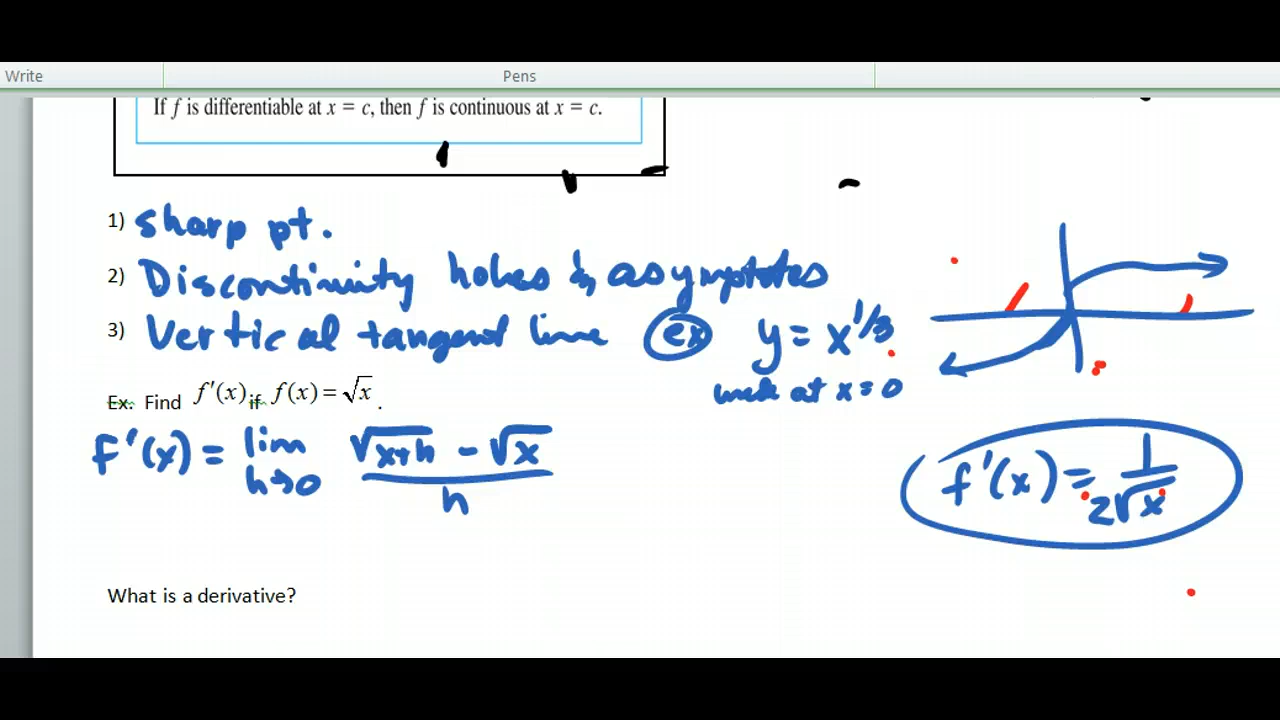 Write Pens
If f is differentiable at x = c, then f is continuous at x = c.
1) sharp pt.
2) Discontinuity holes & asymptotes
3) Vertical tangent line ex y = x^1/3
at x = 0
Ex. Find f'(x) if f(x) = √x .
f'(x) = lim h→0 √x+h − √x / h
f'(x) = 1 / 2√x
What is a derivative?